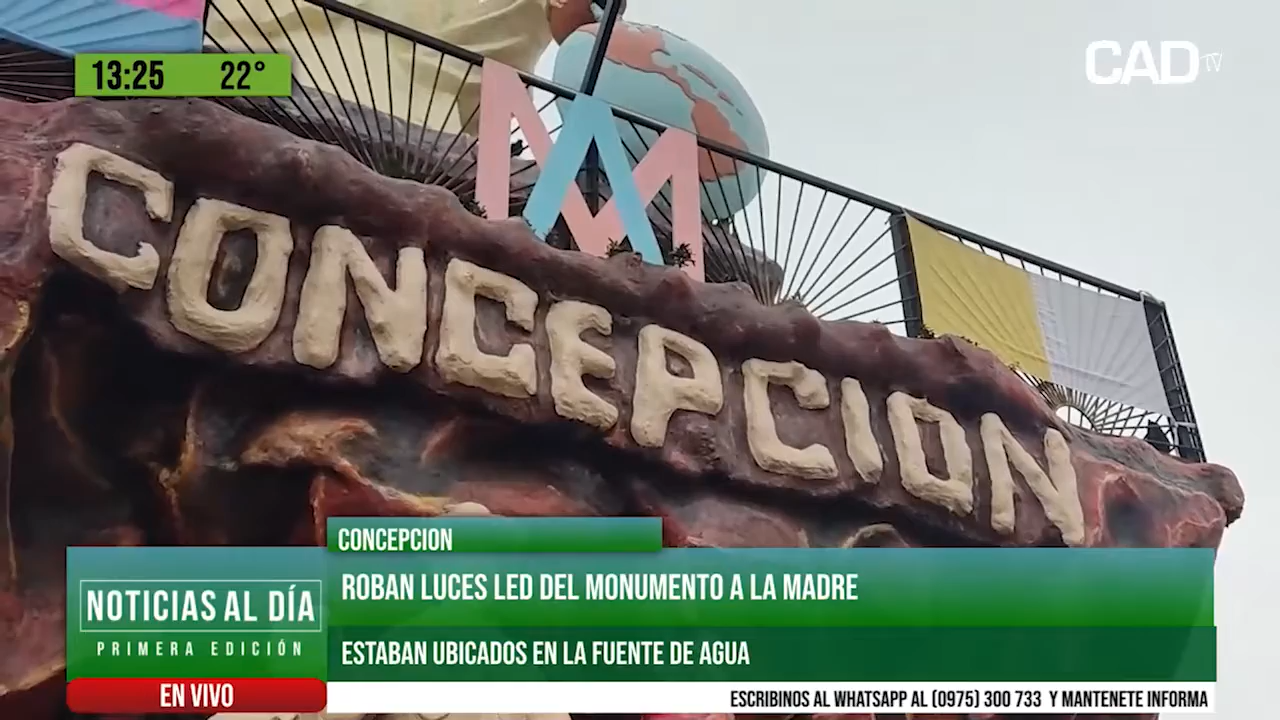 13:25 22°
CAD TV
CONCEPCION
CONCEPCION
ROBAN LUCES LED DEL MONUMENTO A LA MADRE
NOTICIAS AL DÍA
PRIMERA EDICIÓN
ESTABAN UBICADOS EN LA FUENTE DE AGUA
EN VIVO
ESCRIBINOS AL WHATSAPP AL (0975) 300 733 Y MANTENETE INFORMA